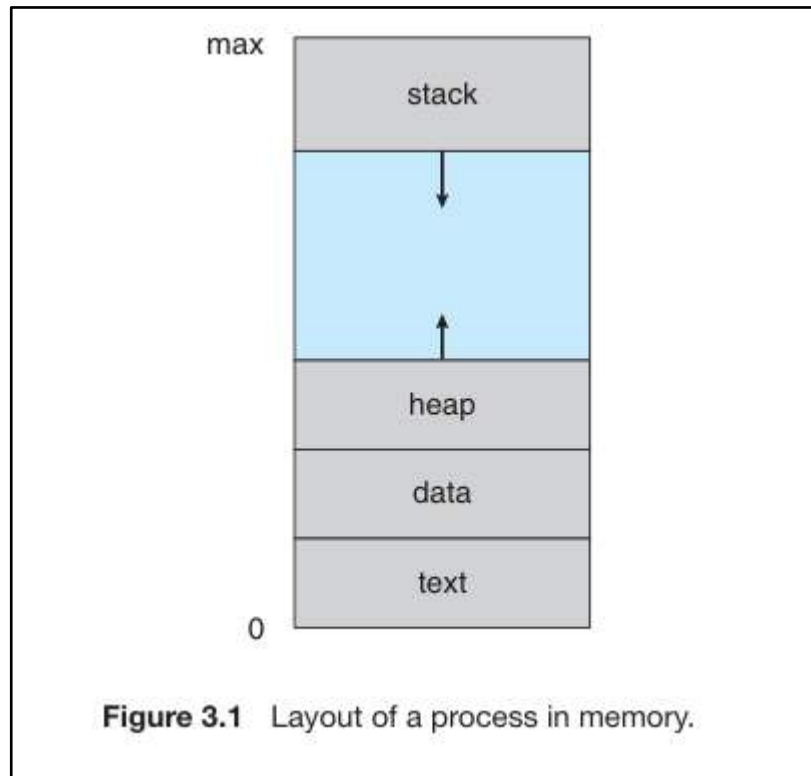 max
stack
heap
data
text
0
Figure 3.1 Layout of a process in memory.